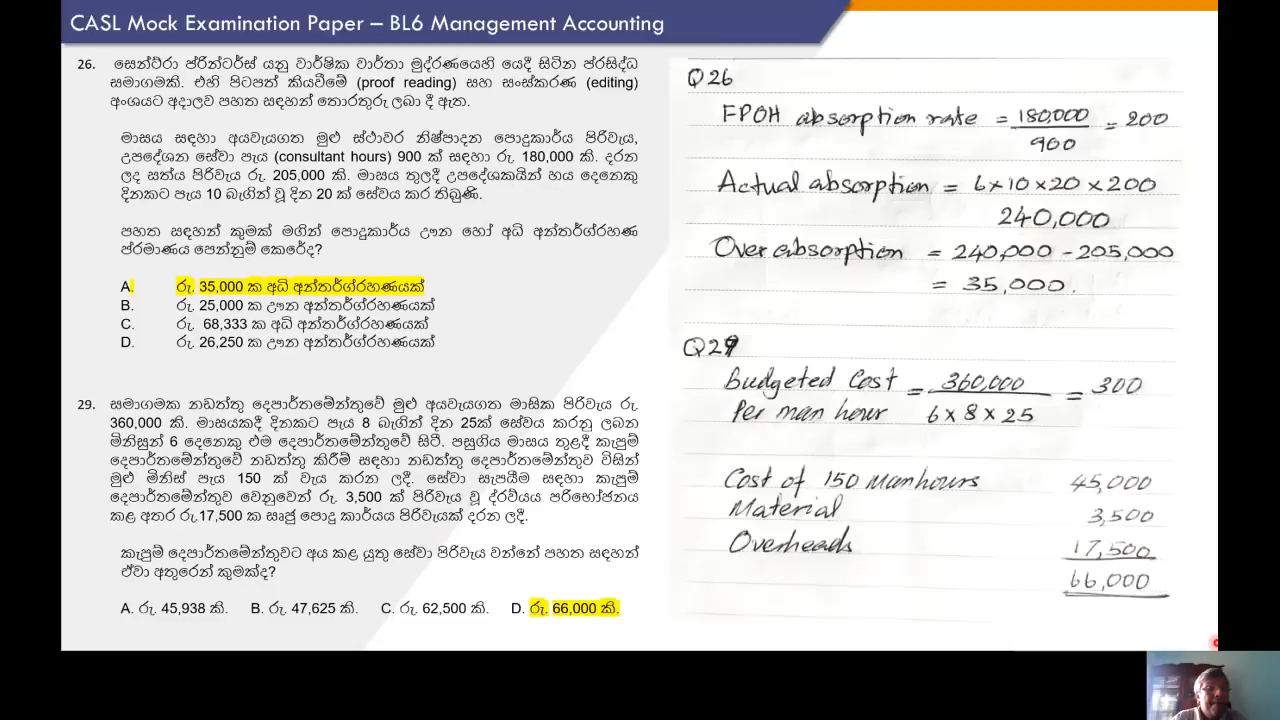 CASL Mock Examination Paper – BL6 Management Accounting
26. සෙන්ට්රා ප්රින්ටර්ස් යනු වාර්ෂික වාර්තා මුද්රණයෙහි යෙදී සිටින ප්රසිද්ධ
සමාගමකි. එහි පිටපත් කියවීමේ (proof reading) සහ සංස්කරණ (editing)
අංශයට අදාලව පහත සඳහන් තොරතුරු ලබා දී ඇත.
මාසය සඳහා අයවැයගත මුළු ස්ථාවර නිෂ්පාදන පොදුකාර්ය පිරිවැය,
උපදේශන සේවා පැය (consultant hours) 900 ක් සඳහා රු. 180,000 කි. දරන
ලද සත්ය පිරිවැය රු. 205,000 කි. මාසය තුලදී උපදේශකයින් හය දෙනෙකු
දිනකට පැය 10 බැගින් වූ දින 20 ක් සේවය කර තිබුණි.
පහත සඳහන් කුමක් මගින් පොදුකාර්ය ඌන හෝ අධි අන්තර්ග්රහණ
ප්රමාණය පෙන්නුම් කෙරේද?
A. රු. 35,000 ක අධි අන්තර්ග්රහණයක්
B. රු. 25,000 ක ඌන අන්තර්ග්රහණයක්
C. රු. 68,333 ක අධි අන්තර්ග්රහණයක්
D. රු. 26,250 ක ඌන අන්තර්ග්රහණයක්
29. සමාගමක නඩත්තු දෙපාර්තමේන්තුවේ මුළු අයවැයගත මාසික පිරිවැය රු.
360,000 කි. මාසයකදී දිනකට පැය 8 බැගින් දින 25ක් සේවය කරනු ලබන
මිනිසුන් 6 දෙනෙකු එම දෙපාර්තමේන්තුවේ සිටී. පසුගිය මාසය තුළදී කැපුම්
දෙපාර්තමේන්තුවේ නඩත්තු කිරීම් සඳහා නඩත්තු දෙපාර්තමේන්තුව විසින්
මුළු මිනිස් පැය 150 ක් වැය කරන ලදී. සේවා සැපයීම සඳහා කැපුම්
දෙපාර්තමේන්තුව වෙනුවෙන් රු. 3,500 ක් පිරිවැය වූ ද්රව්යය පරිභෝජනය
කළ අතර රු.17,500 ක සෘජු පොදු කාර්යය පිරිවැයක් දරන ලදී.
කැපුම් දෙපාර්තමේන්තුවට අය කළ යුතු සේවා පිරිවැය වන්නේ පහත සඳහන්
ඒවා අතුරෙන් කුමක්ද?
A. රු. 45,938 කි. B. රු. 47,625 කි. C. රු. 62,500 කි. D. රු. 66,000 කි.
Q26
FPOH absorption rate = 180,000 = 200
900
Actual absorption = 6×10×20×200
240,000
Over absorption = 240,000 - 205,000
= 35,000.
Q29
Budgeted Cost = 360,000 = 300
Per man hour 6×8×25
Cost of 150 Manhours 45,000
Material 3,500
Overheads 17,500
66,000